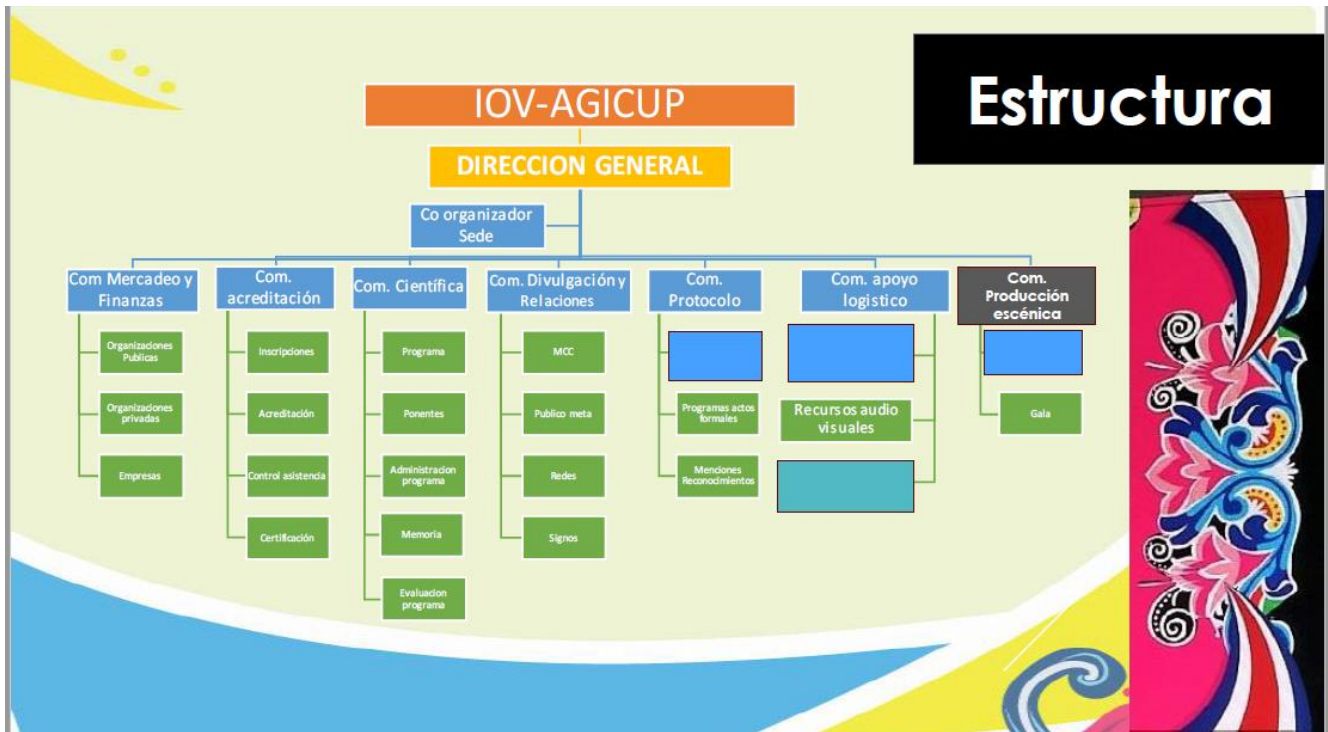 Estructura
IOV-AGICUP
DIRECCION GENERAL
Co organizador
Sede
Com Mercadeo y
Finanzas
Organizaciones
Publicas
Organizaciones
privadas
Empresas
Com.
acreditación
Inscripciones
Acreditación
Control asistencia
Certificación
Com. Científica
Programa
Ponentes
Administracion
programa
Memoria
Evaluacion
programa
Com. Divulgación y
Relaciones
MCC
Publico meta
Redes
Signos
Com.
Protocolo
Programas actos
formales
Menciones
Reconocimientos
Com. apoyo
logistico
Recursos audio
visuales
Com.
Producción
escénica
Gala